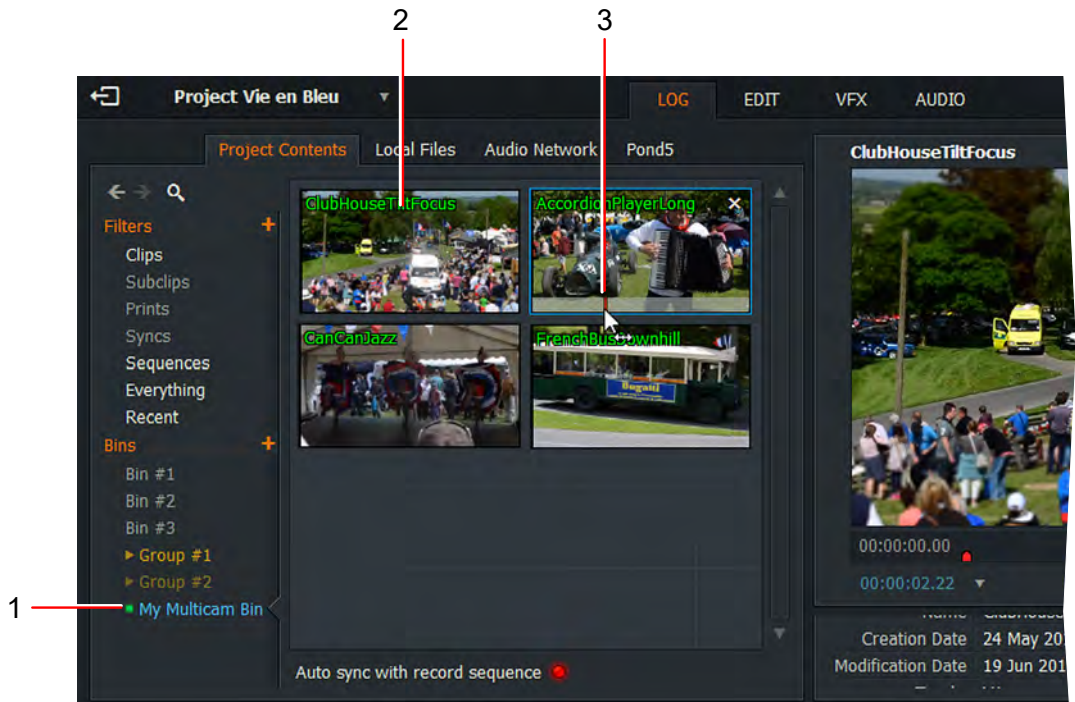 2 3
Project Vie en Bleu LOG EDIT VFX AUDIO
Project Contents Local Files Audio Network Pond5
ClubHouseTiltFocus
ClubHouseTiltFocus AccordionPlayerLong
Filters +
Clips
Subclips
Prints
Syncs
CanCanJazz FrenchBusDownhill
Bugatti
Sequences
Everything
Recent
Bins +
Bin #1
Bin #2
Bin #3
Group #1
Group #2
1 My Multicam Bin
00:00:00.00
00:00:02.22
Auto sync with record sequence
Creation Date 24 May 20
Modification Date 19 Jun 201